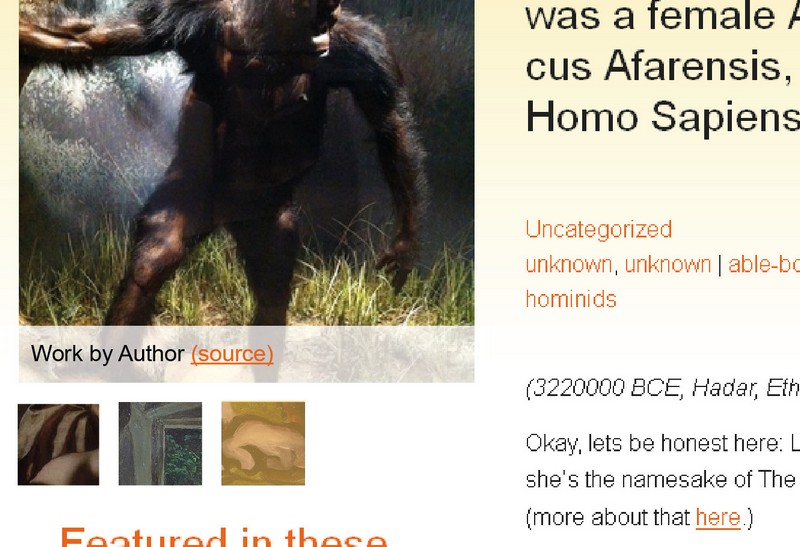 was a female A
cus Afarensis,
Homo Sapiens
Uncategorized
unknown, unknown | able-bo
hominids
Work by Author (source)
(3220000 BCE, Hadar, Eth
Okay, lets be honest here: L
she's the namesake of The
(more about that here.)
Featured in these